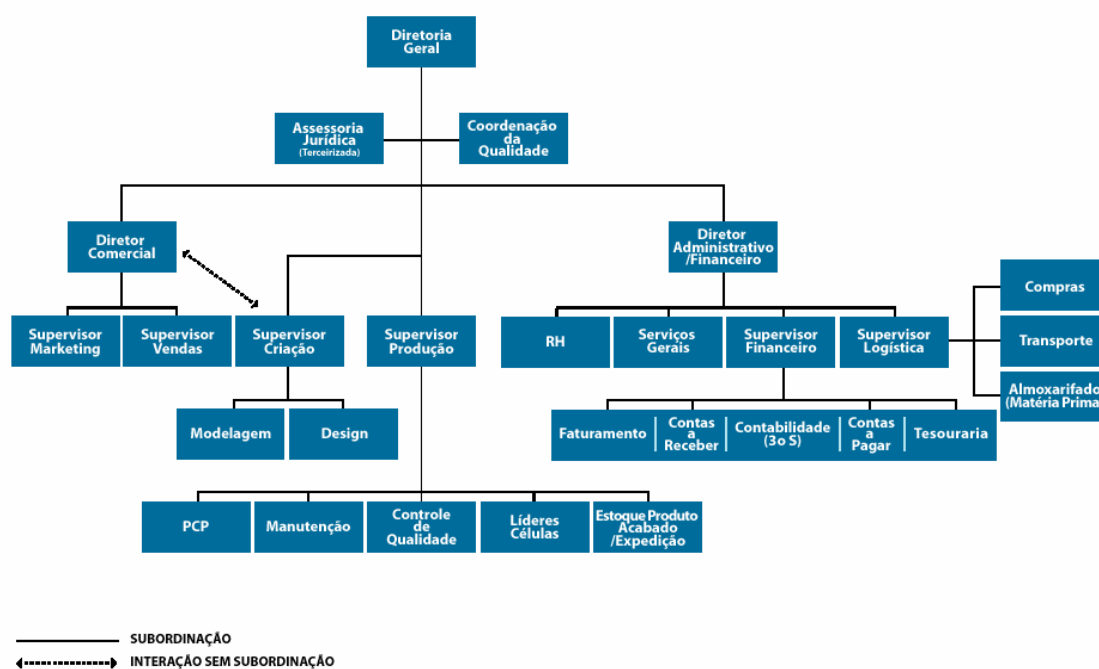 Diretoria
Geral
Assessoria
Jurídica
(Terceirizada)
Coordenação
da
Qualidade
Diretor
Comercial
Diretor
Administrativo
/Financeiro
Compras
Supervisor
Marketing
Supervisor
Vendas
Supervisor
Criação
Supervisor
Produção
RH
Serviços
Gerais
Supervisor
Financeiro
Supervisor
Logística
Transporte
Almoxarifado
(Matéria Prima
Modelagem
Design
Faturamento
Contas
a
Receber
Contabilidade
(3o S)
Contas
a
Pagar
Tesouraria
PCP
Manutenção
Controle
de
Qualidade
Líderes
Células
Estoque Produto
Acabado
/Expedição
SUBORDINAÇÃO
INTERAÇÃO SEM SUBORDINAÇÃO